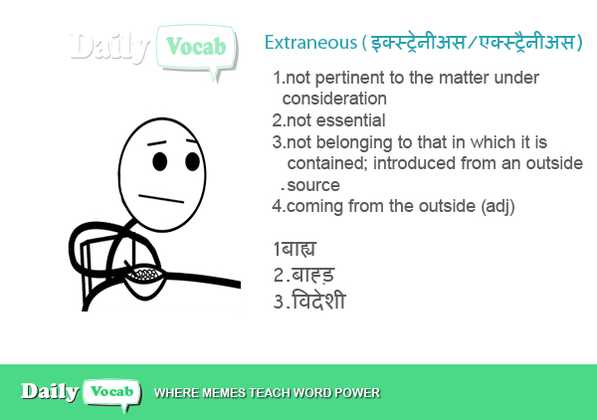 Daily Vocab
Extraneous ( इक्स्ट्रेनीअस/एक्स्ट्रैनीअस)
1.not pertinent to the matter under
consideration
2.not essential
3.not belonging to that in which it is
contained; introduced from an outside
.source
4.coming from the outside (adj)
1बाह्य
2.बाह्ड़
3.विदेशी
Daily Vocab WHERE MEMES TEACH WORD POWER